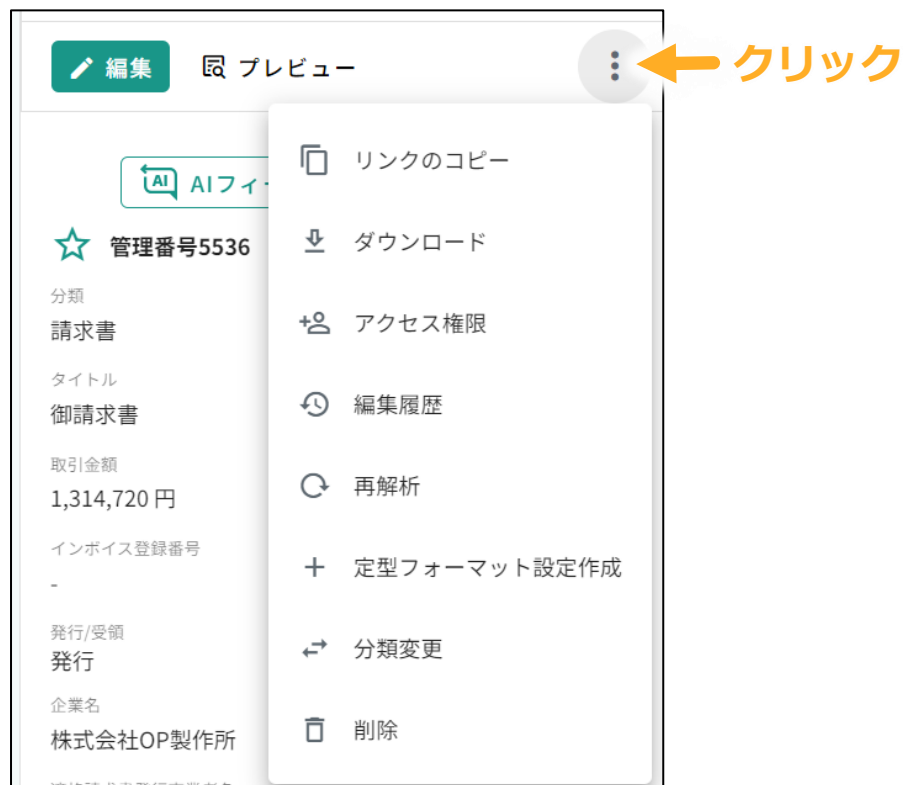 編集
プレビュー
クリック
リンクのコピー
AI AIフィー
ダウンロード
管理番号5536
分類
アクセス権限
請求書
タイトル
編集履歴
御請求書
取引金額
再解析
1,314,720 円
インボイス登録番号
定型フォーマット設定作成
-
発行/受領
分類変更
発行
企業名
削除
株式会社OP製作所